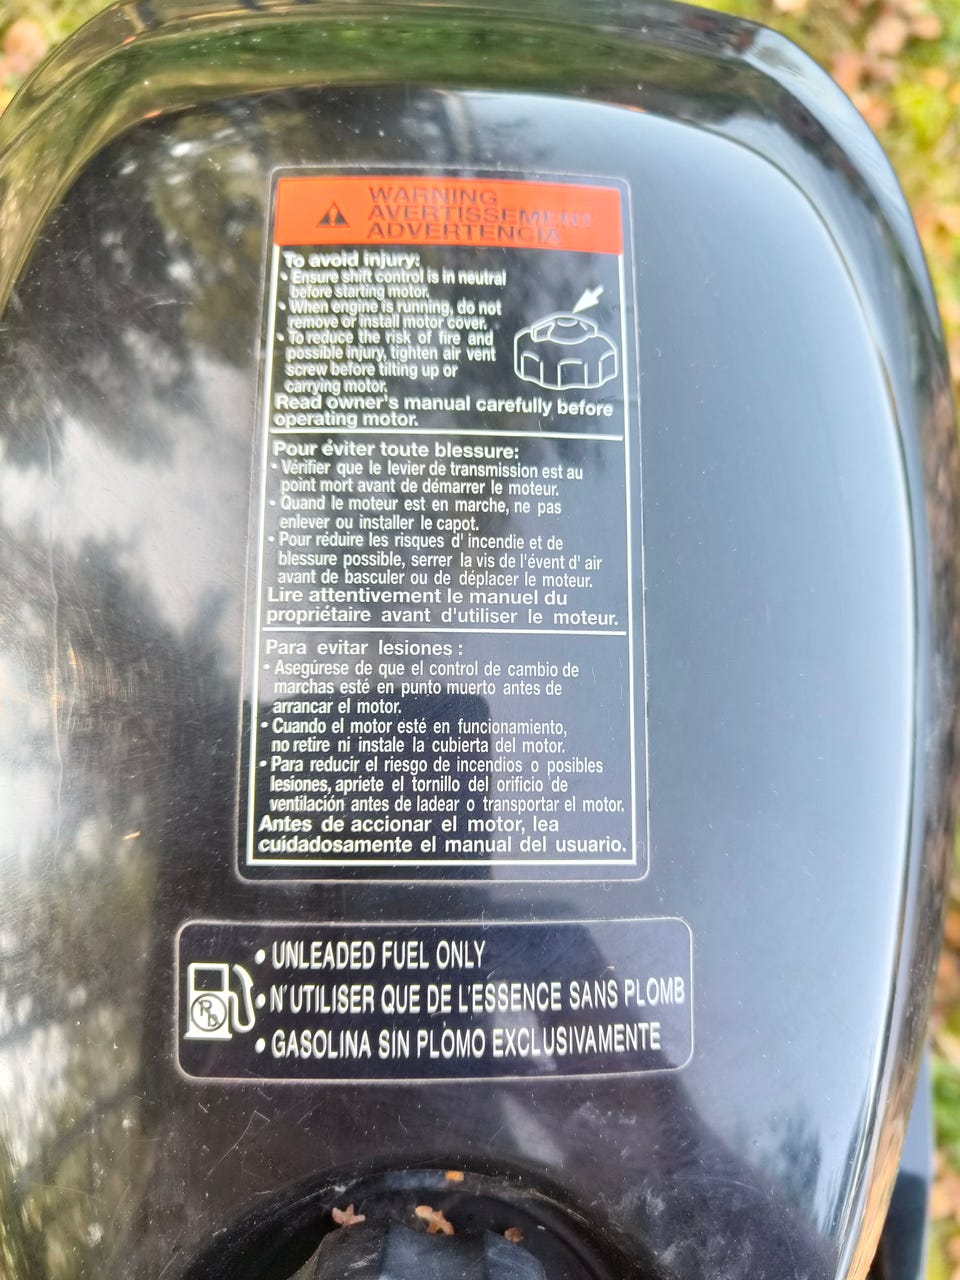 WARNING
AVERTISSEMENT
ADVERTENCIA
To avoid injury:
• Ensure shift control is in neutral
before starting motor.
• When engine is running, do not
remove or install motor cover.
• To reduce the risk of fire and
possible injury, tighten air vent
screw before tilting up or
carrying motor.
Read owner's manual carefully before
operating motor.
Pour éviter toute blessure:
• Vérifier que le levier de transmission est au
point mort avant de démarrer le moteur.
• Quand le moteur est en marche, ne pas
enlever ou installer le capot.
• Pour réduire les risques d' incendie et de
blessure possible, serrer la vis de l'évent d' air
avant de basculer ou de déplacer le moteur.
Lire attentivement le manuel du
propriétaire avant d'utiliser le moteur.
Para evitar lesiones :
• Asegúrese de que el control de cambio de
marchas esté en punto muerto antes de
arrancar el motor.
• Cuando el motor esté en funcionamiento,
no retire ni instale la cubierta del motor.
• Para reducir el riesgo de incendios o posibles
lesiones, apriete el tornillo del orificio de
ventilación antes de ladear o transportar el motor.
Antes de accionar el motor, lea
cuidadosamente el manual del usuario.
• UNLEADED FUEL ONLY
• N'UTILISER QUE DE L'ESSENCE SANS PLOMB
• GASOLINA SIN PLOMO EXCLUSIVAMENTE